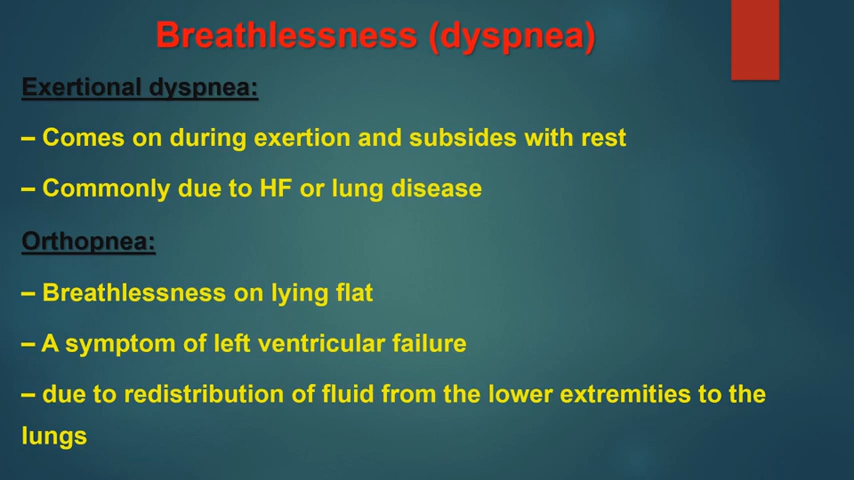 Breathlessness (dyspnea)
Exertional dyspnea:
– Comes on during exertion and subsides with rest
– Commonly due to HF or lung disease
Orthopnea:
– Breathlessness on lying flat
– A symptom of left ventricular failure
– due to redistribution of fluid from the lower extremities to the
lungs